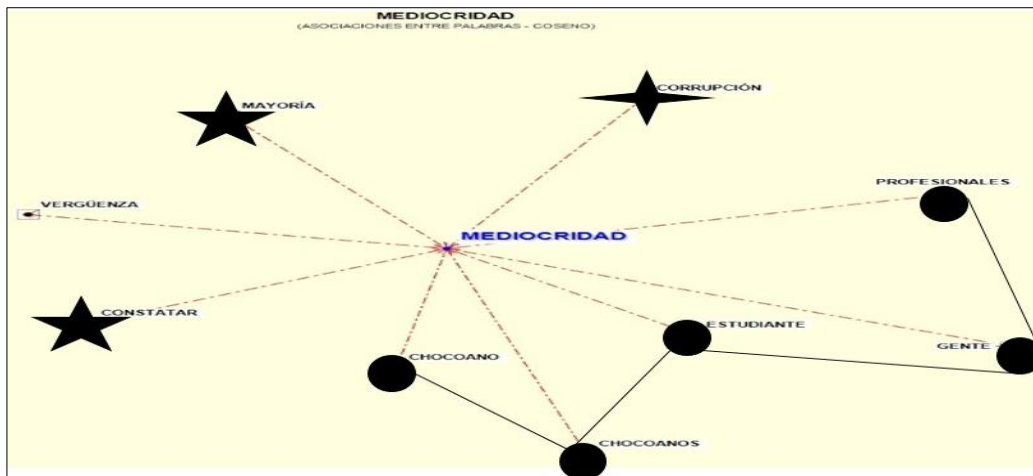 MEDIOCRIDAD
(ASOCIACIONES ENTRE PALABRAS - COSENO)
CORRUPCIÓN
MAYORÍA
PROFESIONALES
VERGÜENZA
MEDIOCRIDAD
CONSTATAR
ESTUDIANTE
GENTE
CHOCOANO
CHOCOANOS